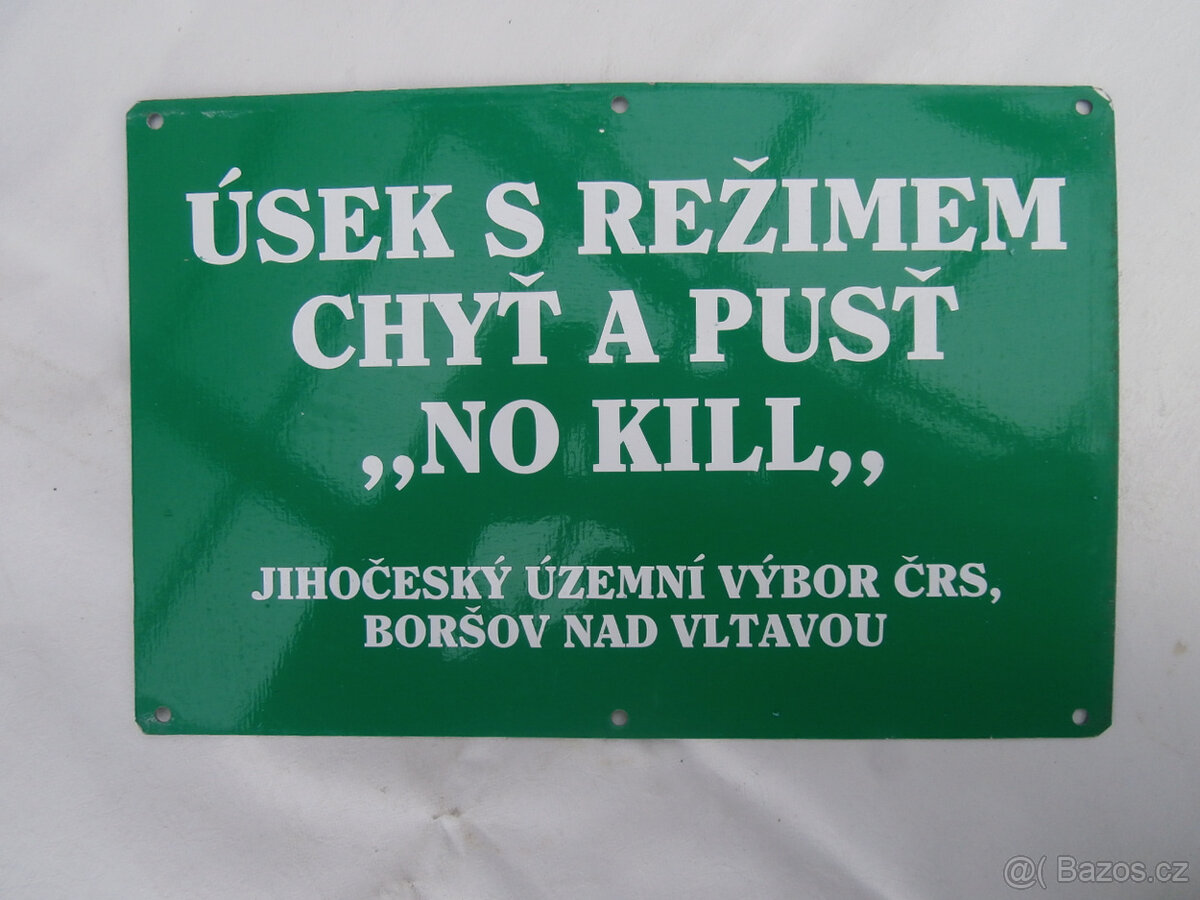 ÚSEK S REŽIMEM
CHYŤ A PUSŤ
,,NO KILL,,
JIHOČESKÝ ÚZEMNÍ VÝBOR ČRS,
BORŠOV NAD VLTAVOU
@( Bazos.cz